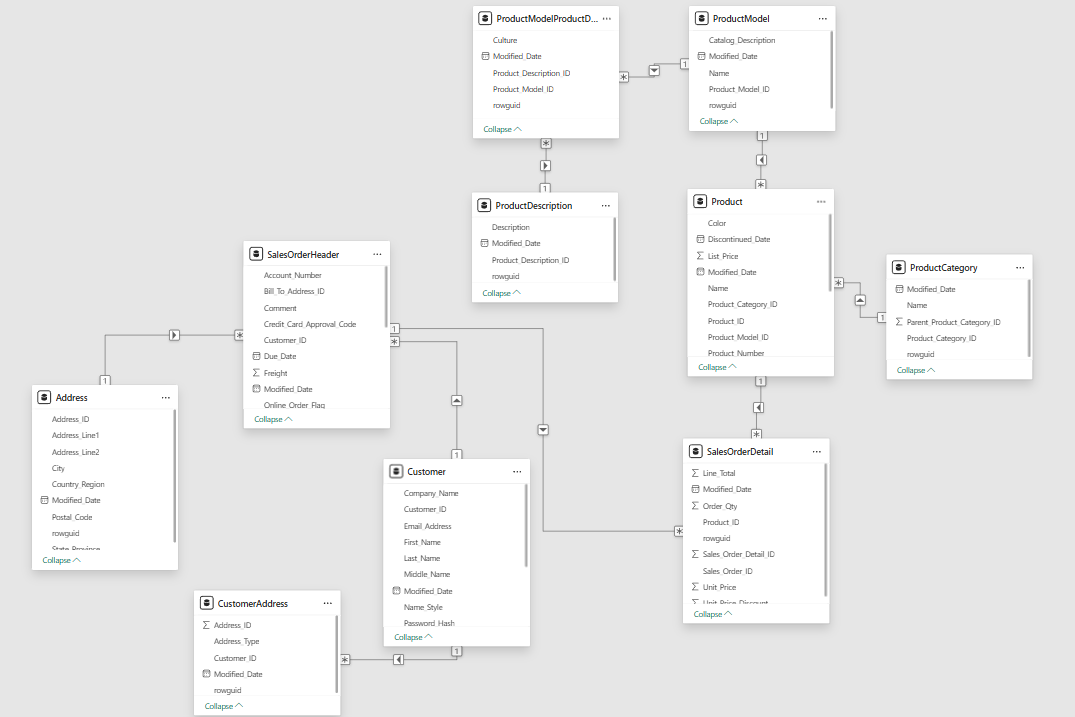 ProductModelProductD...
Culture
Modified_Date
Product_Description_ID
Product_Model_ID
rowguid
Collapse
ProductModel
Catalog_Description
Modified_Date
Name
Product_Model_ID
rowguid
Collapse
*
1
*
1
1
*
ProductDescription
Description
Modified_Date
Product_Description_ID
rowguid
Collapse
Product
Color
Discontinued_Date
List_Price
Modified_Date
Name
Product_Category_ID
Product_ID
Product_Model_ID
Product_Number
Collapse
*
1
ProductCategory
Modified_Date
Name
Parent_Product_Category_ID
Product_Category_ID
rowguid
Collapse
SalesOrderHeader
Account_Number
Bill_To_Address_ID
Comment
Credit_Card_Approval_Code
Customer_ID
Due_Date
Freight
Modified_Date
Online_Order_Flag
Collapse
*
1
1
*
1
*
1
*
Address
Address_ID
Address_Line1
Address_Line2
City
Country_Region
Modified_Date
Postal_Code
rowguid
State_Province
Collapse
Customer
Company_Name
Customer_ID
Email_Address
First_Name
Last_Name
Middle_Name
Modified_Date
Name_Style
Password_Hash
Collapse
1
*
SalesOrderDetail
Line_Total
Modified_Date
Order_Qty
Product_ID
rowguid
Sales_Order_Detail_ID
Sales_Order_ID
Unit_Price
Unit_Price_Discount
Collapse
*
CustomerAddress
Address_ID
Address_Type
Customer_ID
Modified_Date
rowguid
Collapse